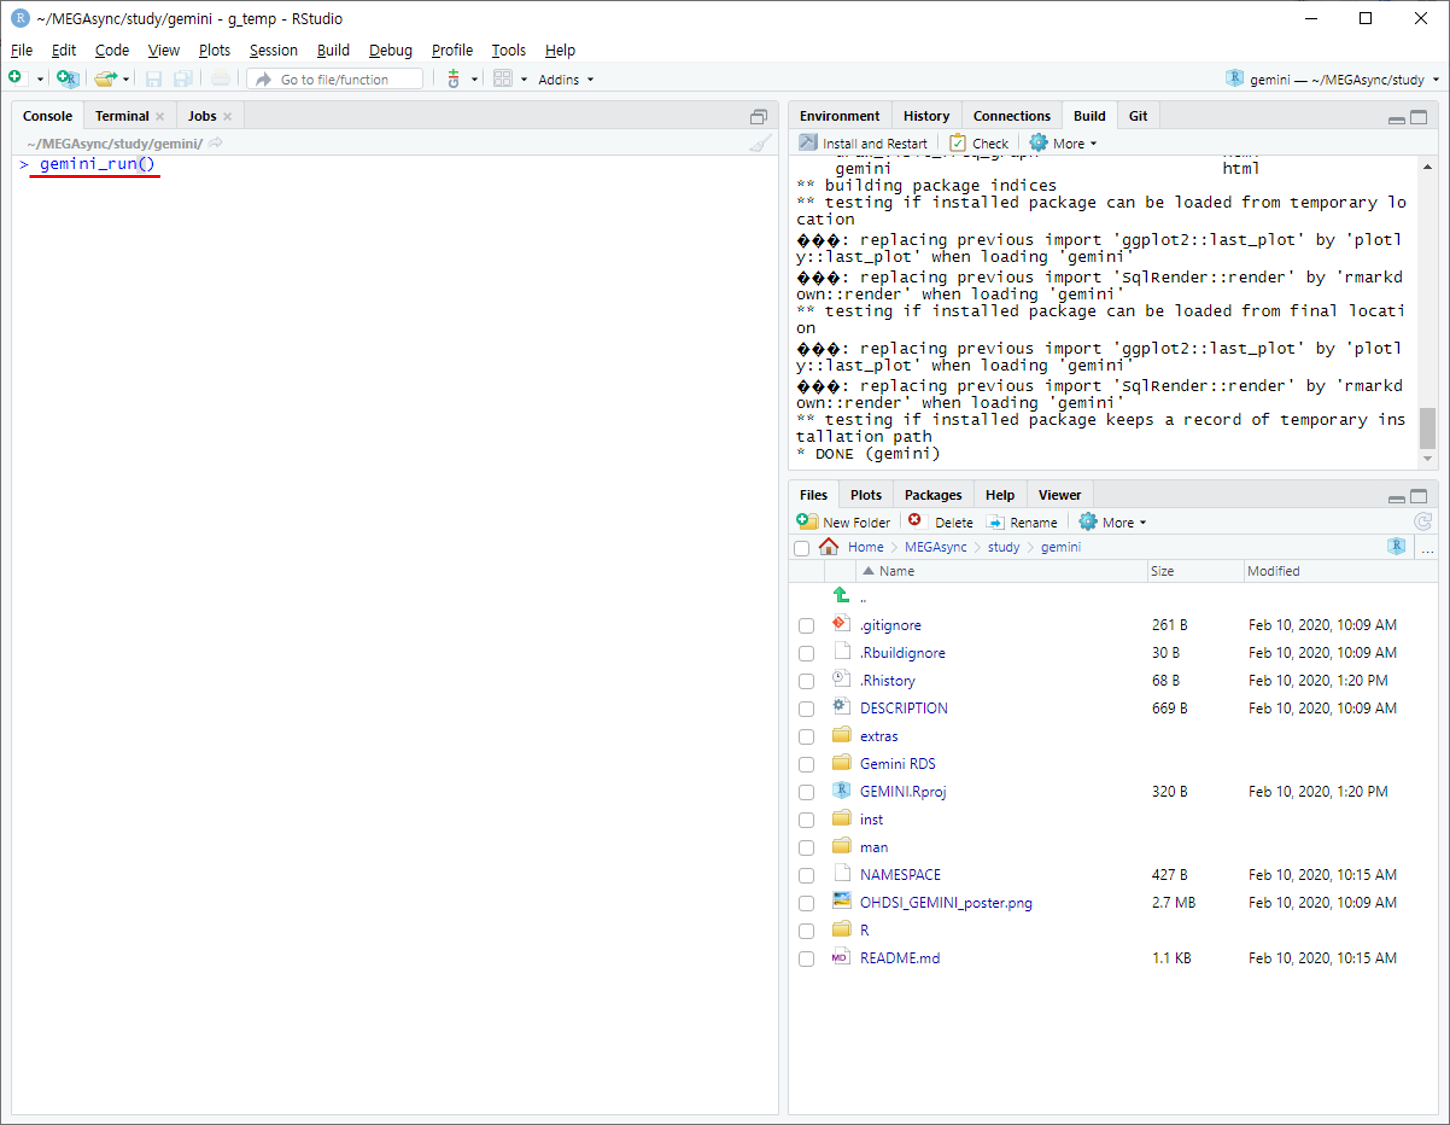 ~/MEGAsync/study/gemini - g_temp - RStudio
File Edit Code View Plots Session Build Debug Profile Tools Help
Go to file/function Addins gemini — ~/MEGAsync/study
Console Terminal Jobs
~/MEGAsync/study/gemini/
> gemini_run()
Environment History Connections Build Git
Install and Restart Check More
gemini html
** building package indices
** testing if installed package can be loaded from temporary lo
cation
���: replacing previous import 'ggplot2::last_plot' by 'plotl
y::last_plot' when loading 'gemini'
���: replacing previous import 'SqlRender::render' by 'rmarkd
own::render' when loading 'gemini'
** testing if installed package can be loaded from final locati
on
���: replacing previous import 'ggplot2::last_plot' by 'plotl
y::last_plot' when loading 'gemini'
���: replacing previous import 'SqlRender::render' by 'rmarkd
own::render' when loading 'gemini'
** testing if installed package keeps a record of temporary ins
tallation path
* DONE (gemini)
Files Plots Packages Help Viewer
New Folder Delete Rename More
Home MEGAsync study gemini ...
Name Size Modified
..
.gitignore 261 B Feb 10, 2020, 10:09 AM
.Rbuildignore 30 B Feb 10, 2020, 10:09 AM
.Rhistory 68 B Feb 10, 2020, 1:20 PM
DESCRIPTION 669 B Feb 10, 2020, 10:09 AM
extras
Gemini RDS
GEMINI.Rproj 320 B Feb 10, 2020, 1:20 PM
inst
man
NAMESPACE 427 B Feb 10, 2020, 10:15 AM
OHDSI_GEMINI_poster.png 2.7 MB Feb 10, 2020, 10:09 AM
R
README.md 1.1 KB Feb 10, 2020, 10:15 AM